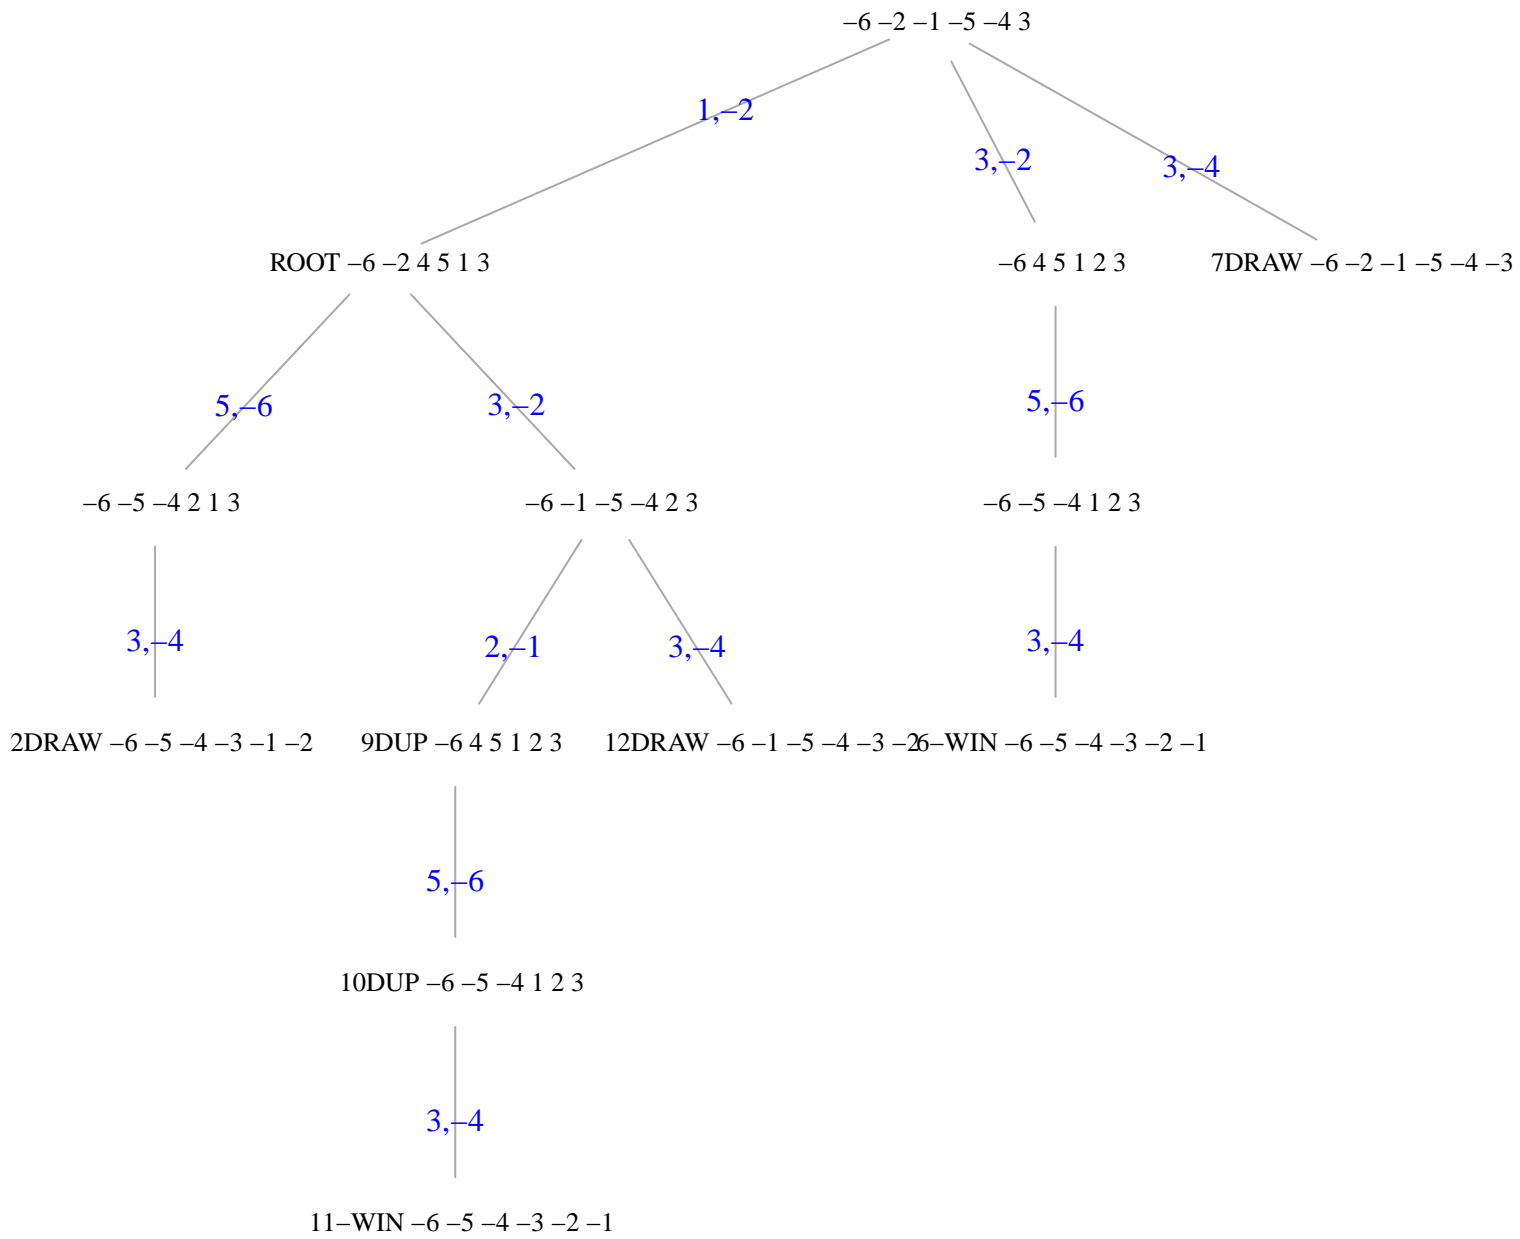 –6 –2 –1 –5 –4 3
1,–2
3,–2
3,–4
ROOT –6 –2 4 5 1 3
–6 4 5 1 2 3
7DRAW –6 –2 –1 –5 –4 –3
5,–6
3,–2
5,–6
–6 –5 –4 2 1 3
–6 –1 –5 –4 2 3
–6 –5 –4 1 2 3
3,–4
2,–1
3,–4
3,–4
2DRAW –6 –5 –4 –3 –1 –2
9DUP –6 4 5 1 2 3
12DRAW –6 –1 –5 –4 –3 –2
6–WIN –6 –5 –4 –3 –2 –1
5,–6
10DUP –6 –5 –4 1 2 3
3,–4
11–WIN –6 –5 –4 –3 –2 –1